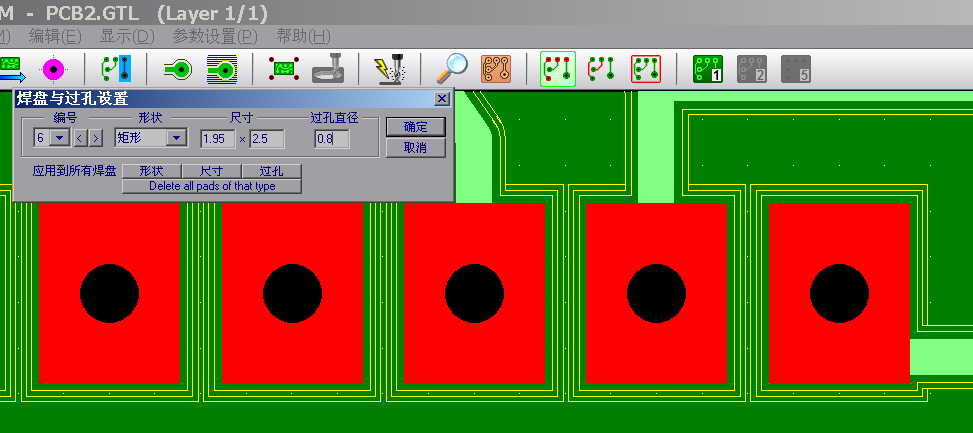 M - PCB2.GTL (Layer 1/1)
M) 编辑(E) 显示(D) 参数设置(P) 帮助(H)
1 2 5
焊盘与过孔设置
编号 形状 尺寸 过孔直径
6 < > 矩形 1.95 × 2.5 0.8 确定
取消
应用到所有焊盘 形状 尺寸 过孔
Delete all pads of that type